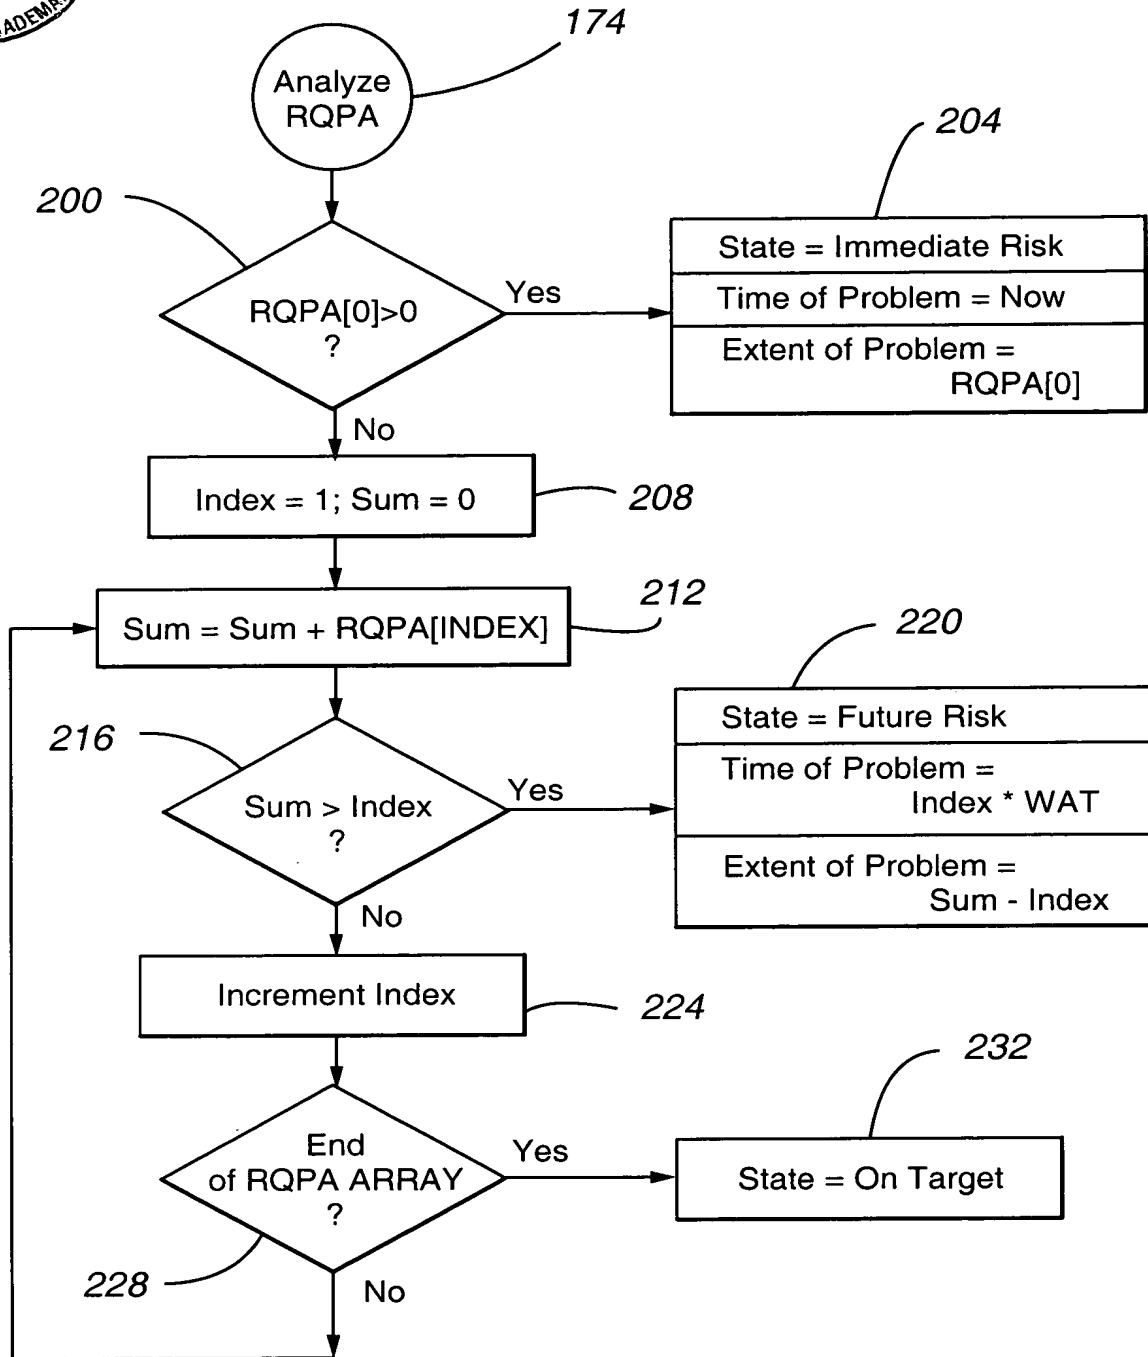 174
Analyze
RQPA
204
200
State = Immediate Risk
Time of Problem = Now
Extent of Problem =
RQPA[0]
Yes
RQPA[0]>0
?
No
Index = 1; Sum = 0
208
212
Sum = Sum + RQPA[INDEX]
220
216
State = Future Risk
Time of Problem =
Index * WAT
Extent of Problem =
Sum - Index
Yes
Sum > Index
?
No
Increment Index
224
232
End
of RQPA ARRAY
?
Yes
State = On Target
228
No